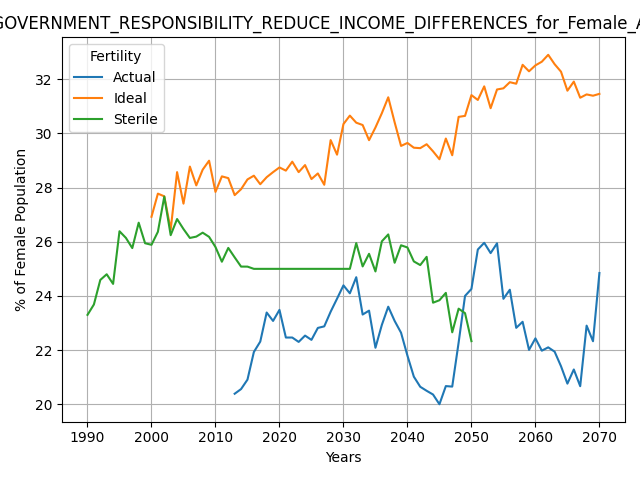 GOVERNMENT_RESPONSIBILITY_REDUCE_INCOME_DIFFERENCES_for_Female_A
Fertility
Actual
Ideal
Sterile
% of Female Population
32
30
28
26
24
22
20
1990 2000 2010 2020 2030 2040 2050 2060 2070
Years